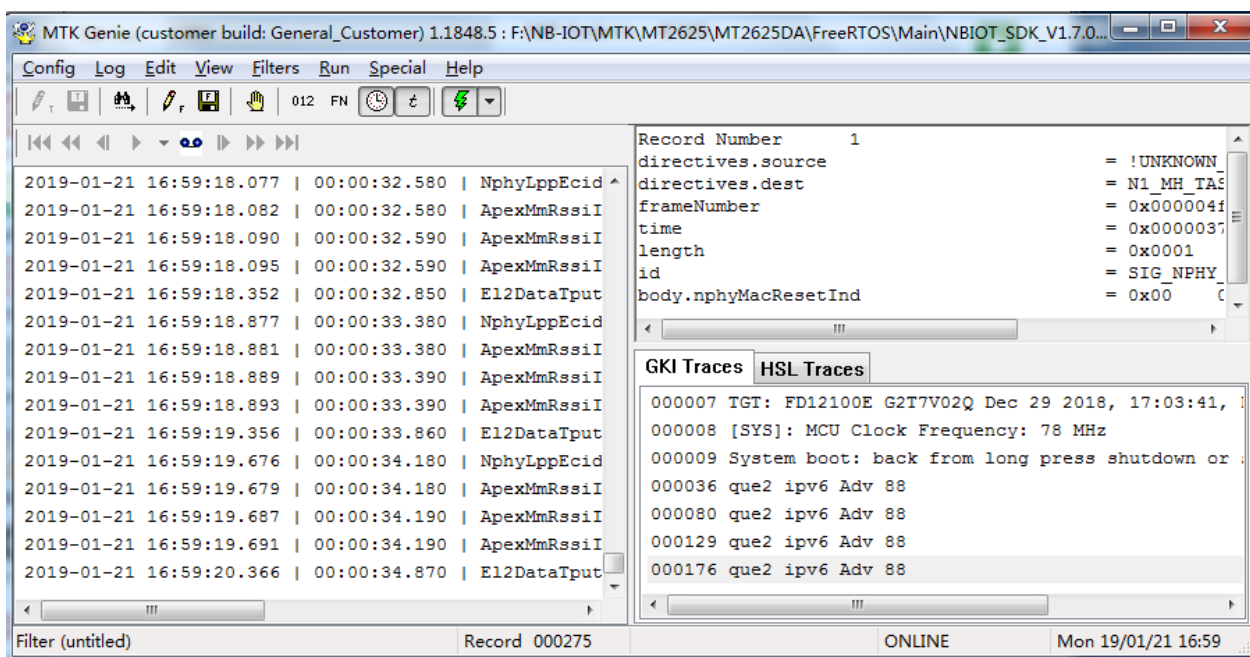 MTK Genie (customer build: General_Customer) 1.1848.5 : F:\NB-IOT\MTK\MT2625\MT2625DA\FreeRTOS\Main\NBIOT_SDK_V1.7.0...
Config Log Edit View Filters Run Special Help
012 FN t
2019-01-21 16:59:18.077 | 00:00:32.580 | NphyLppEcid
2019-01-21 16:59:18.082 | 00:00:32.580 | ApexMmRssiI
2019-01-21 16:59:18.090 | 00:00:32.590 | ApexMmRssiI
2019-01-21 16:59:18.095 | 00:00:32.590 | ApexMmRssiI
2019-01-21 16:59:18.352 | 00:00:32.850 | El2DataTput
2019-01-21 16:59:18.877 | 00:00:33.380 | NphyLppEcid
2019-01-21 16:59:18.881 | 00:00:33.380 | ApexMmRssiI
2019-01-21 16:59:18.889 | 00:00:33.390 | ApexMmRssiI
2019-01-21 16:59:18.893 | 00:00:33.390 | ApexMmRssiI
2019-01-21 16:59:19.356 | 00:00:33.860 | El2DataTput
2019-01-21 16:59:19.676 | 00:00:34.180 | NphyLppEcid
2019-01-21 16:59:19.679 | 00:00:34.180 | ApexMmRssiI
2019-01-21 16:59:19.687 | 00:00:34.190 | ApexMmRssiI
2019-01-21 16:59:19.691 | 00:00:34.190 | ApexMmRssiI
2019-01-21 16:59:20.366 | 00:00:34.870 | El2DataTput
Record Number 1
directives.source = !UNKNOWN_
directives.dest = N1_MH_TAS
frameNumber = 0x000004f
time = 0x0000037
length = 0x0001
id = SIG_NPHY_
body.nphyMacResetInd = 0x00
GKI Traces HSL Traces
000007 TGT: FD12100E G2T7V02Q Dec 29 2018, 17:03:41,
000008 [SYS]: MCU Clock Frequency: 78 MHz
000009 System boot: back from long press shutdown or
000036 que2 ipv6 Adv 88
000080 que2 ipv6 Adv 88
000129 que2 ipv6 Adv 88
000176 que2 ipv6 Adv 88
Filter (untitled) Record 000275 ONLINE Mon 19/01/21 16:59